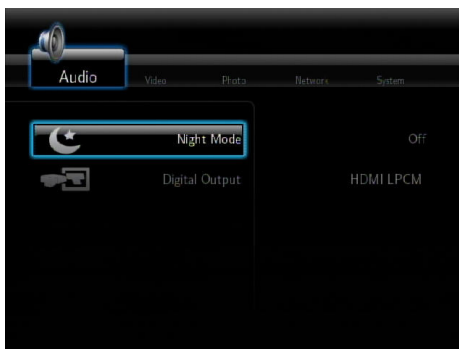 Audio Video Photo Network System
Night Mode Off
Digital Output HDMI LPCM